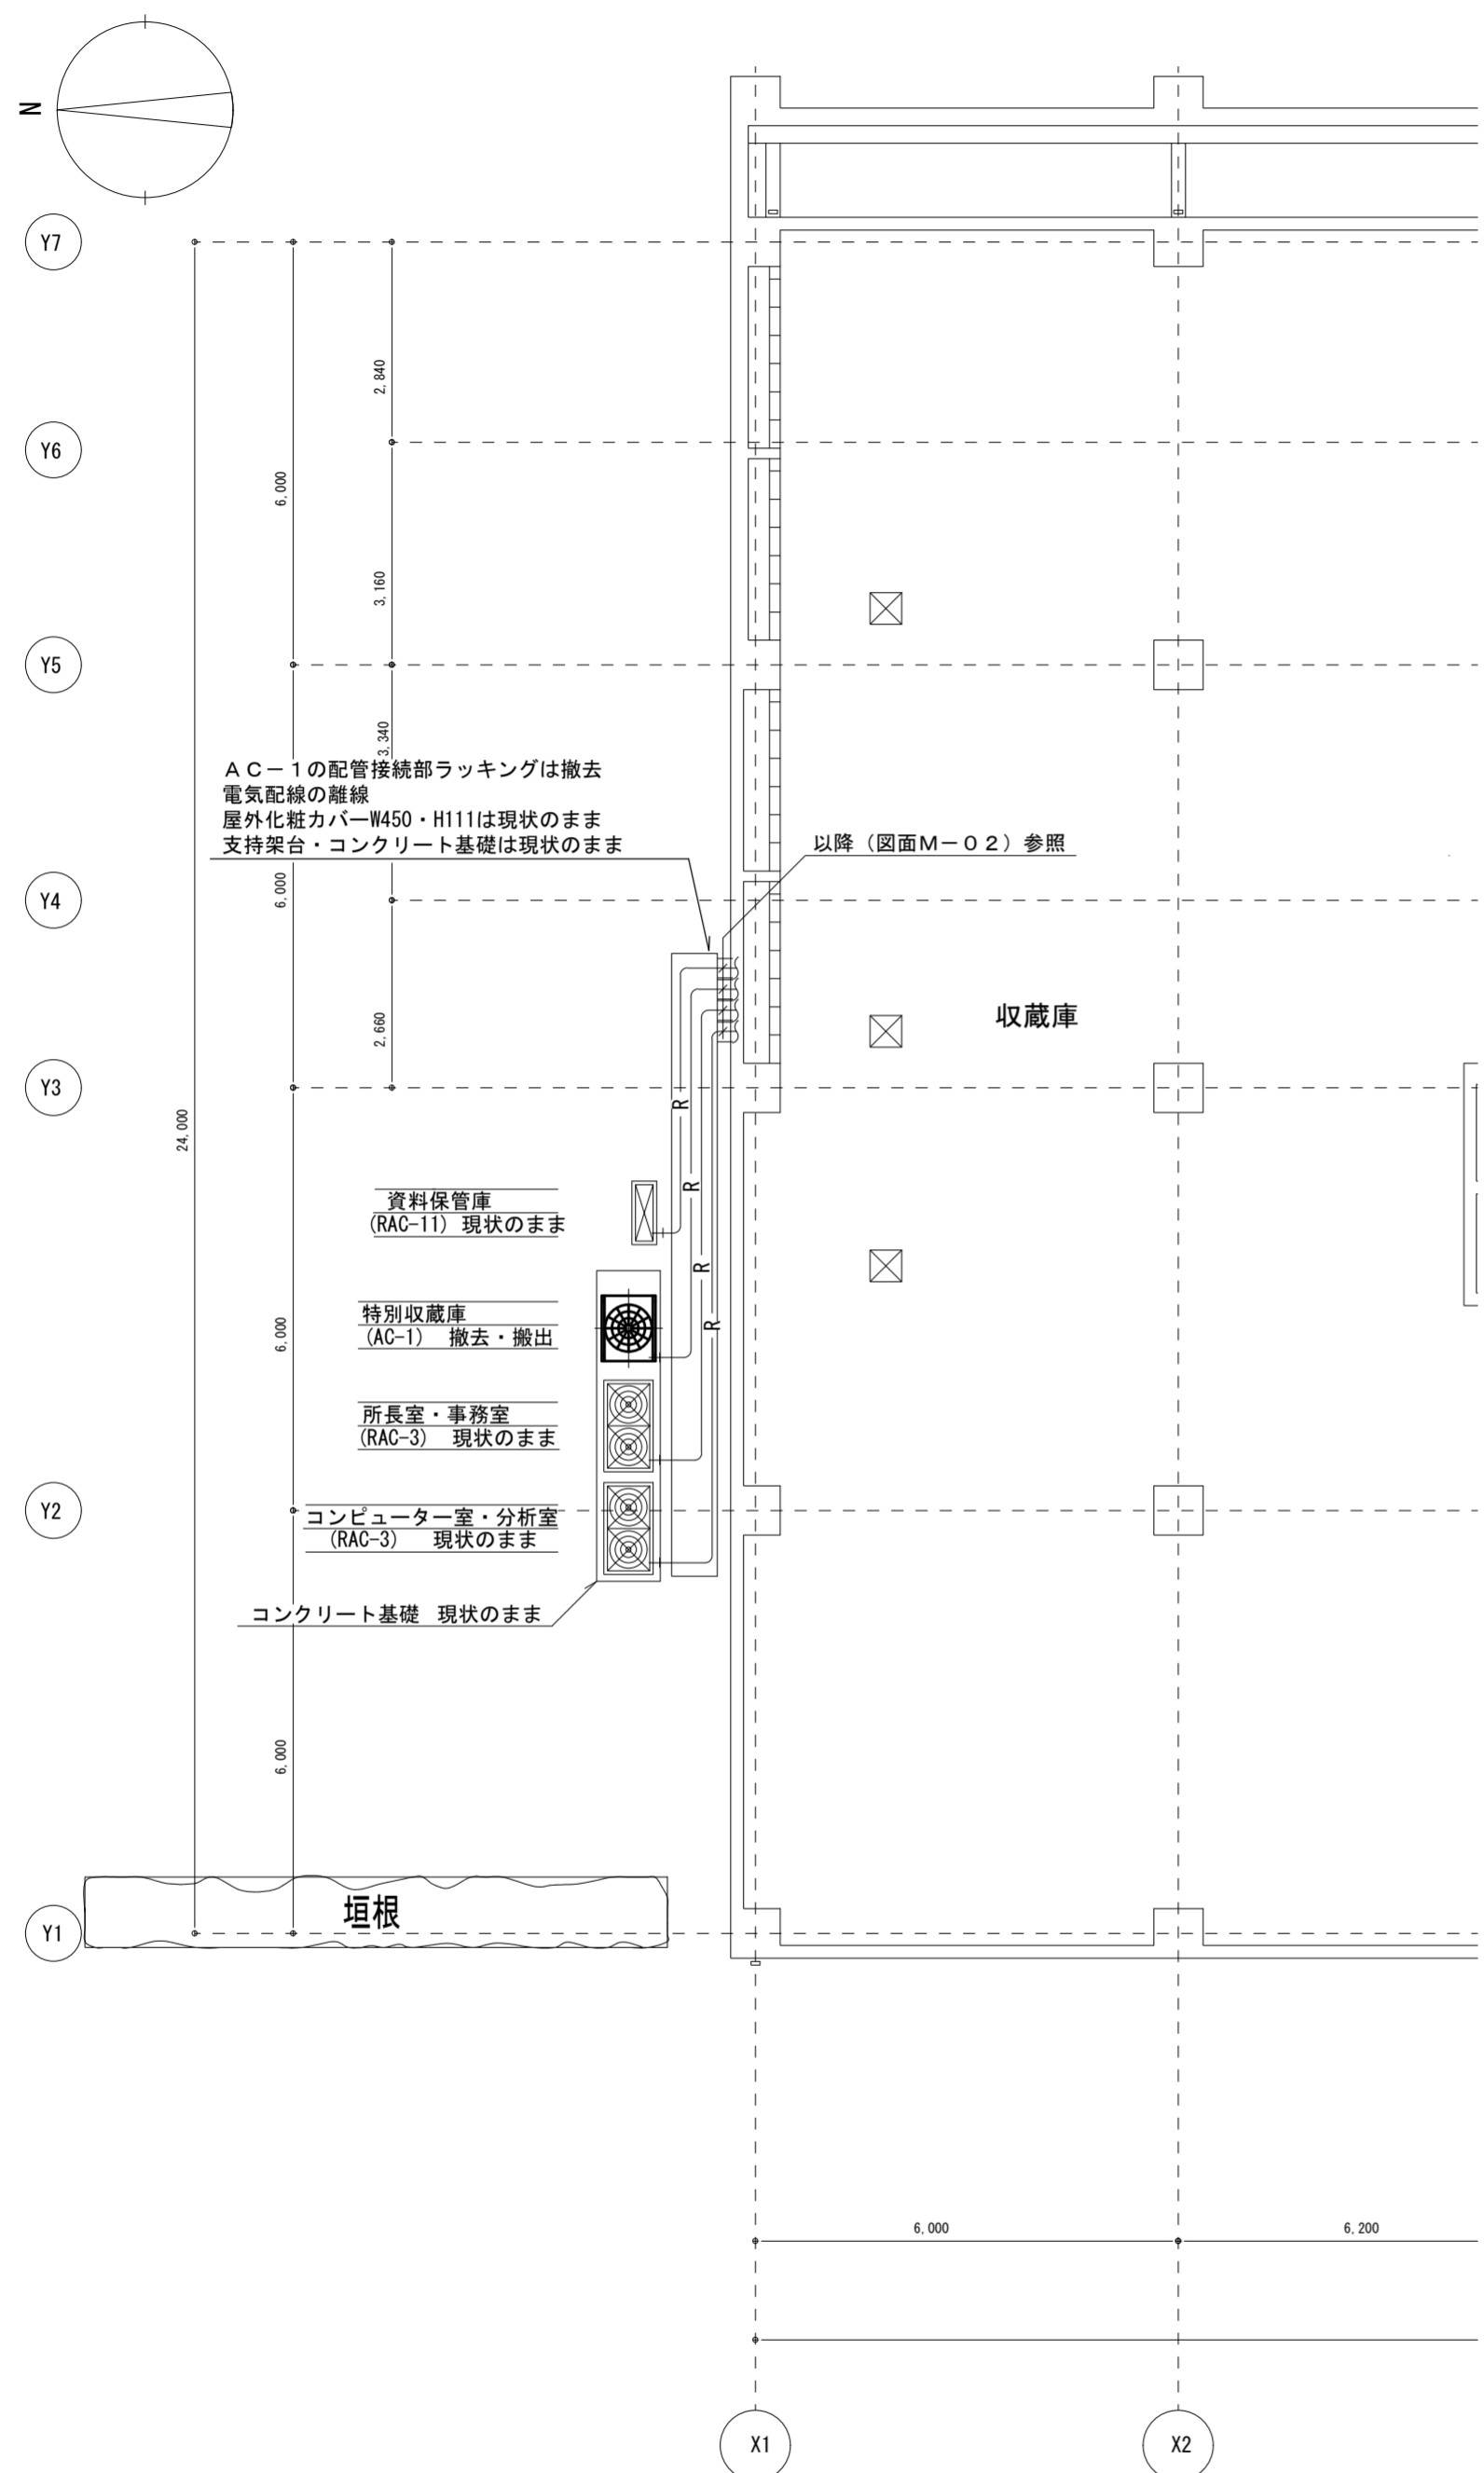 N
Y7
2,840
Y6
6,000
3,160
Y5
3,340
ＡＣ－１の配管接続部ラッキングは撤去
電気配線の離線
屋外化粧カバーW450・H111は現状のまま
支持架台・コンクリート基礎は現状のまま
以降（図面Ｍ－０２）参照
6,000
Y4
収蔵庫
2,660
Y3
24,000
R
R
R
R
資料保管庫
(RAC-11) 現状のまま
特別収蔵庫
(AC-1) 撤去・搬出
6,000
所長室・事務室
(RAC-3) 現状のまま
Y2
コンピューター室・分析室
(RAC-3) 現状のまま
コンクリート基礎 現状のまま
6,000
垣根
Y1
6,000
6,200
X1
X2